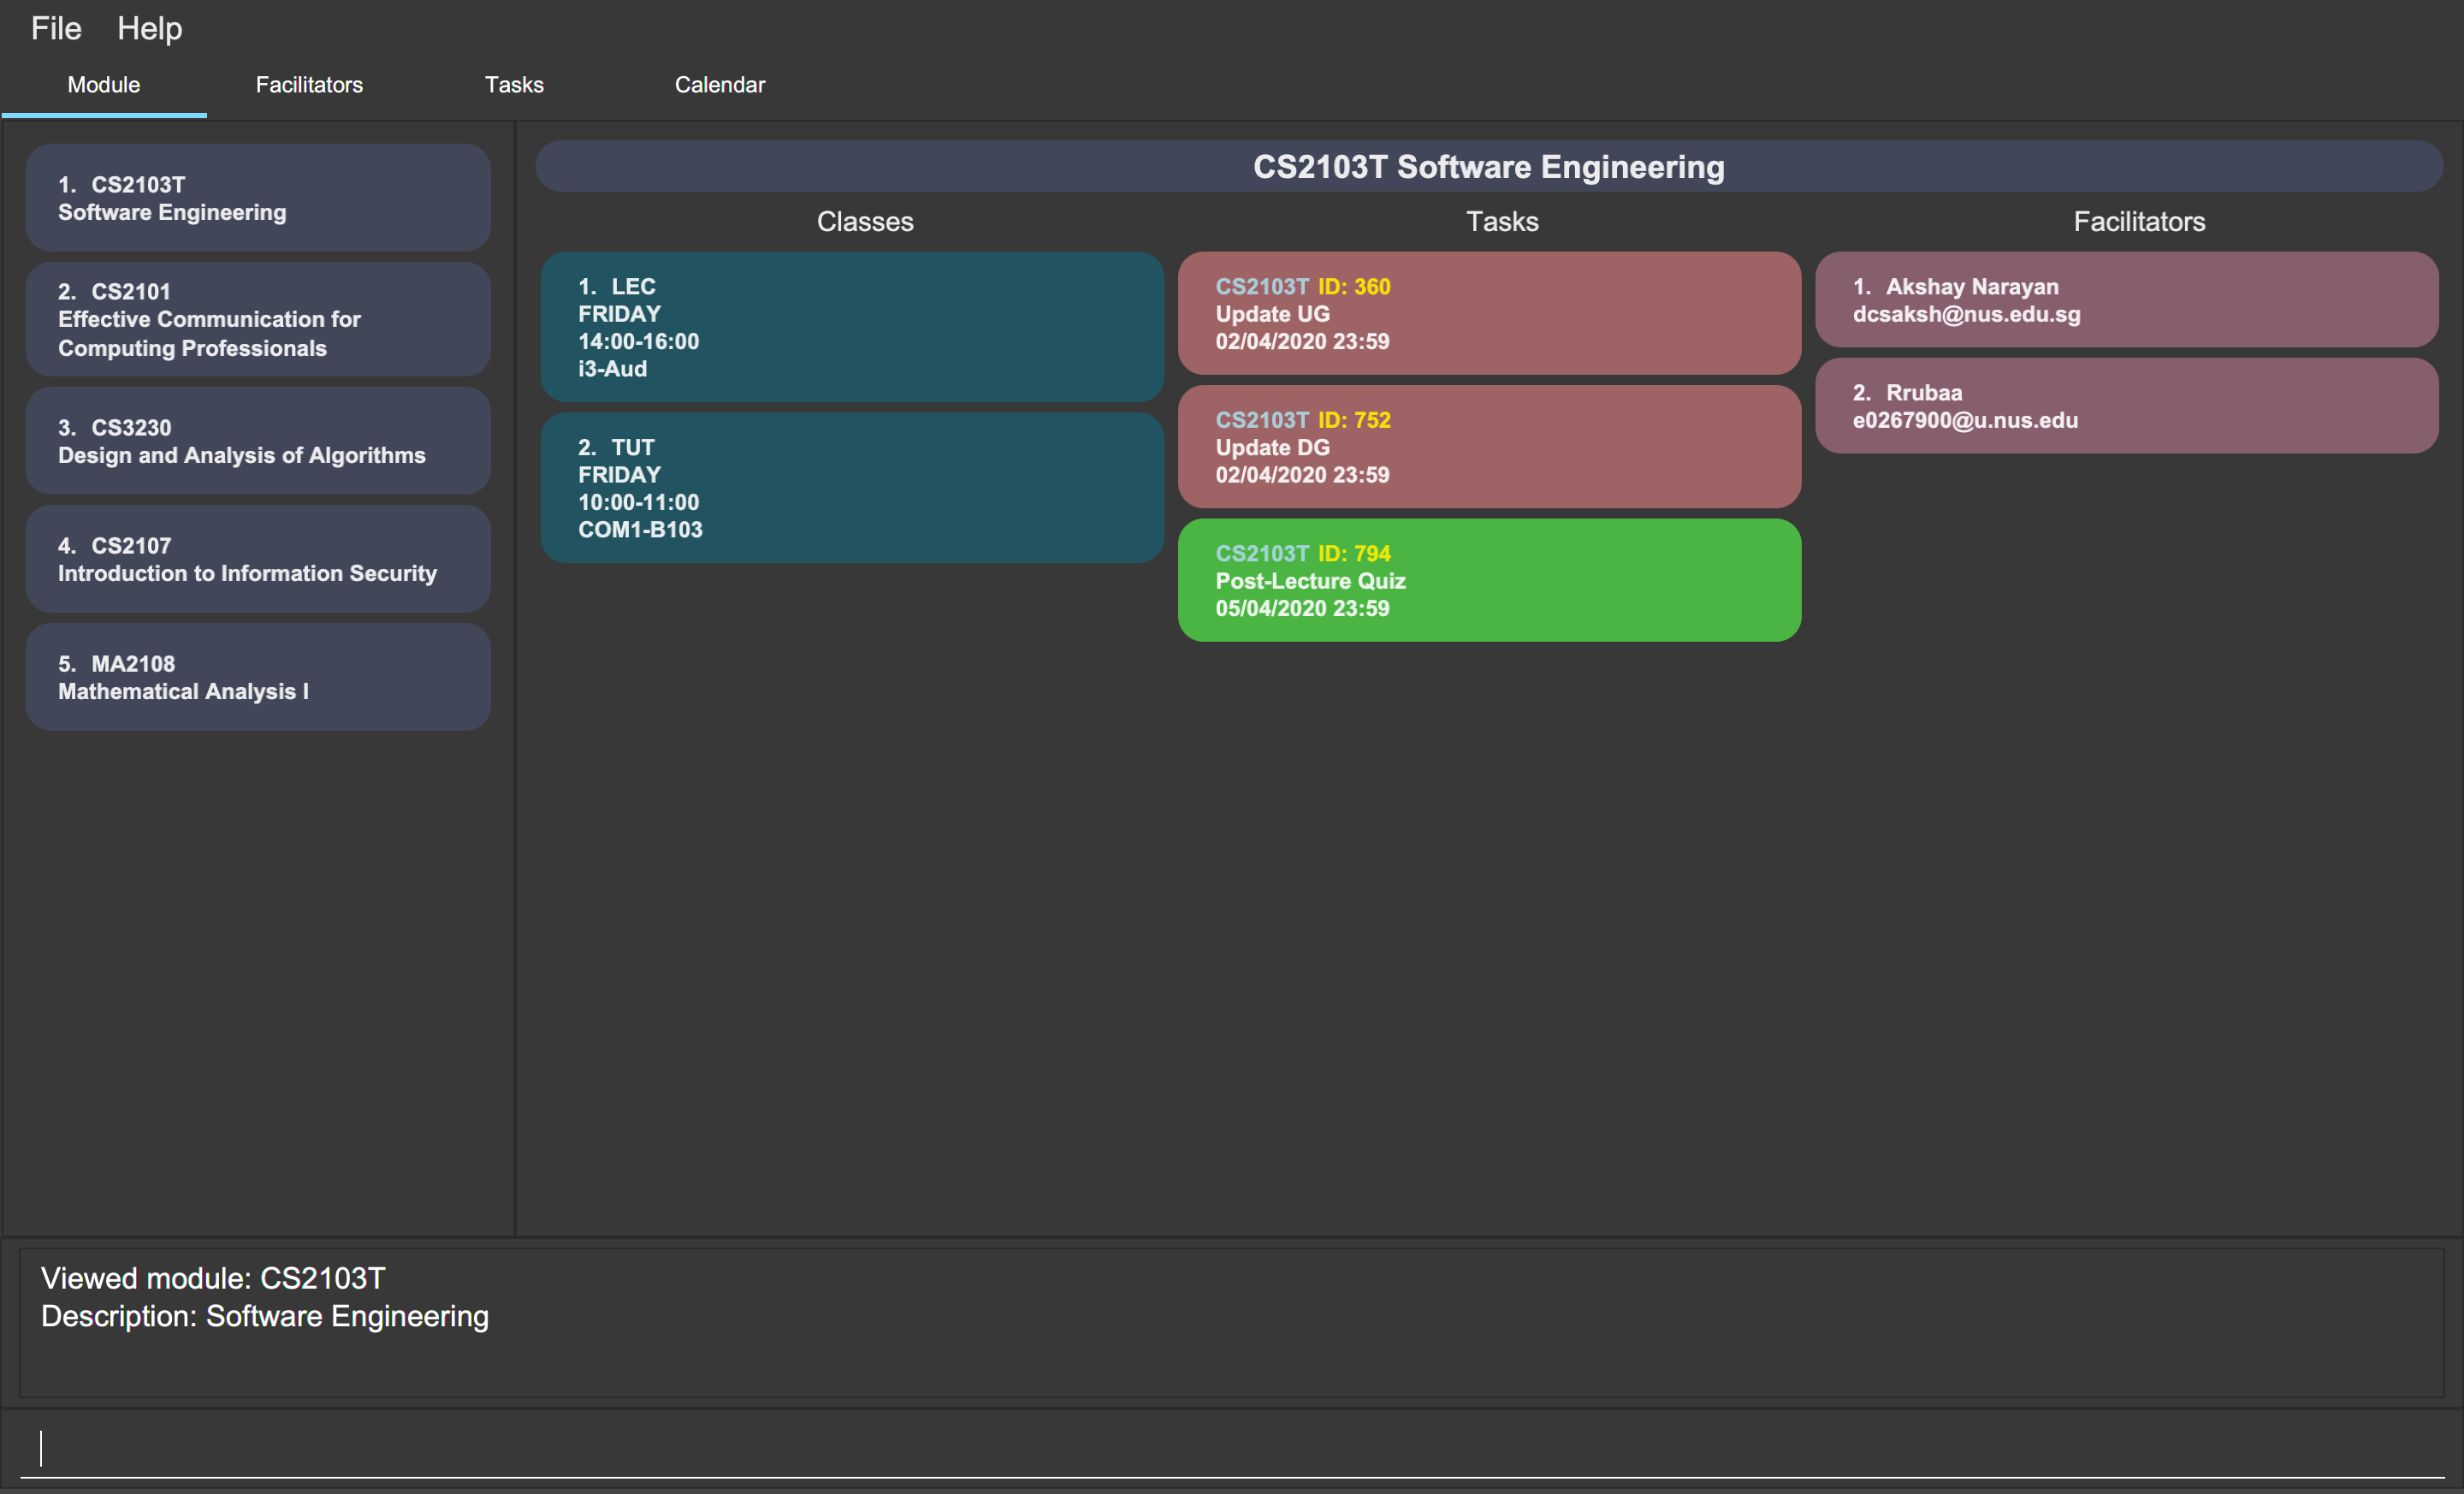 File Help
Module Facilitators Tasks Calendar
1. CS2103T
Software Engineering
2. CS2101
Effective Communication for
Computing Professionals
3. CS3230
Design and Analysis of Algorithms
4. CS2107
Introduction to Information Security
5. MA2108
Mathematical Analysis I
CS2103T Software Engineering
Classes
1. LEC
FRIDAY
14:00-16:00
i3-Aud
2. TUT
FRIDAY
10:00-11:00
COM1-B103
Tasks
CS2103T ID: 360
Update UG
02/04/2020 23:59
CS2103T ID: 752
Update DG
02/04/2020 23:59
CS2103T ID: 794
Post-Lecture Quiz
05/04/2020 23:59
Facilitators
1. Akshay Narayan
dcsaksh@nus.edu.sg
2. Rrubaa
e0267900@u.nus.edu
Viewed module: CS2103T
Description: Software Engineering